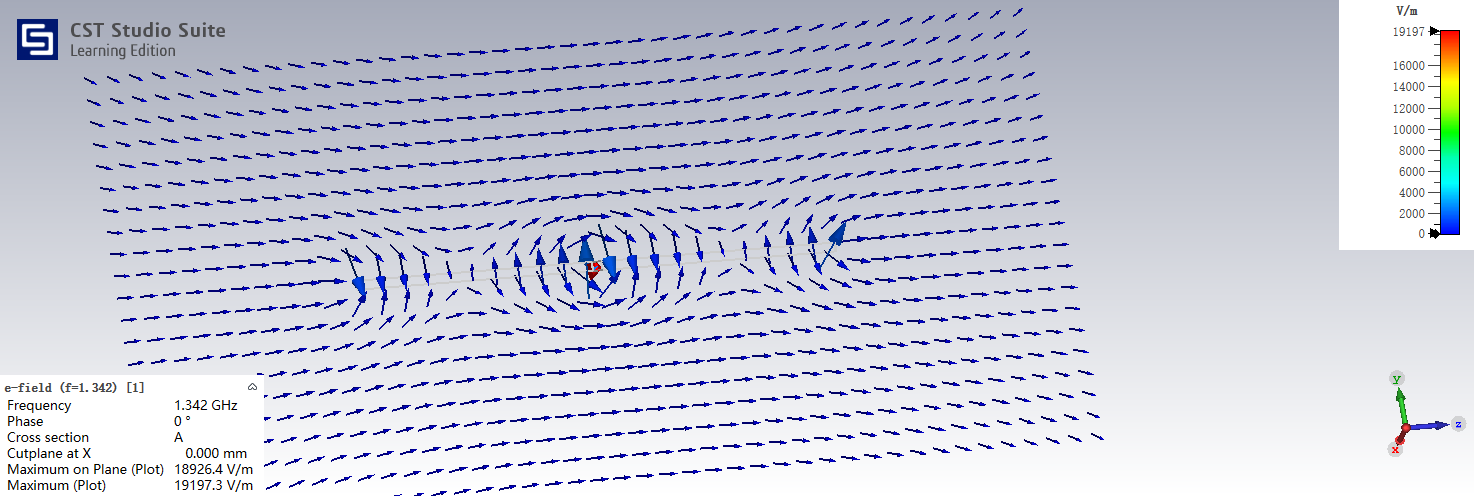 CST Studio Suite
Learning Edition
V/m
19197
16000
14000
12000
10000
8000
6000
4000
2000
0
e-field (f=1.342) [1]
Frequency 1.342 GHz
Phase 0 °
Cross section A
Cutplane at X 0.000 mm
Maximum on Plane (Plot) 18926.4 V/m
Maximum (Plot) 19197.3 V/m
y
z
x